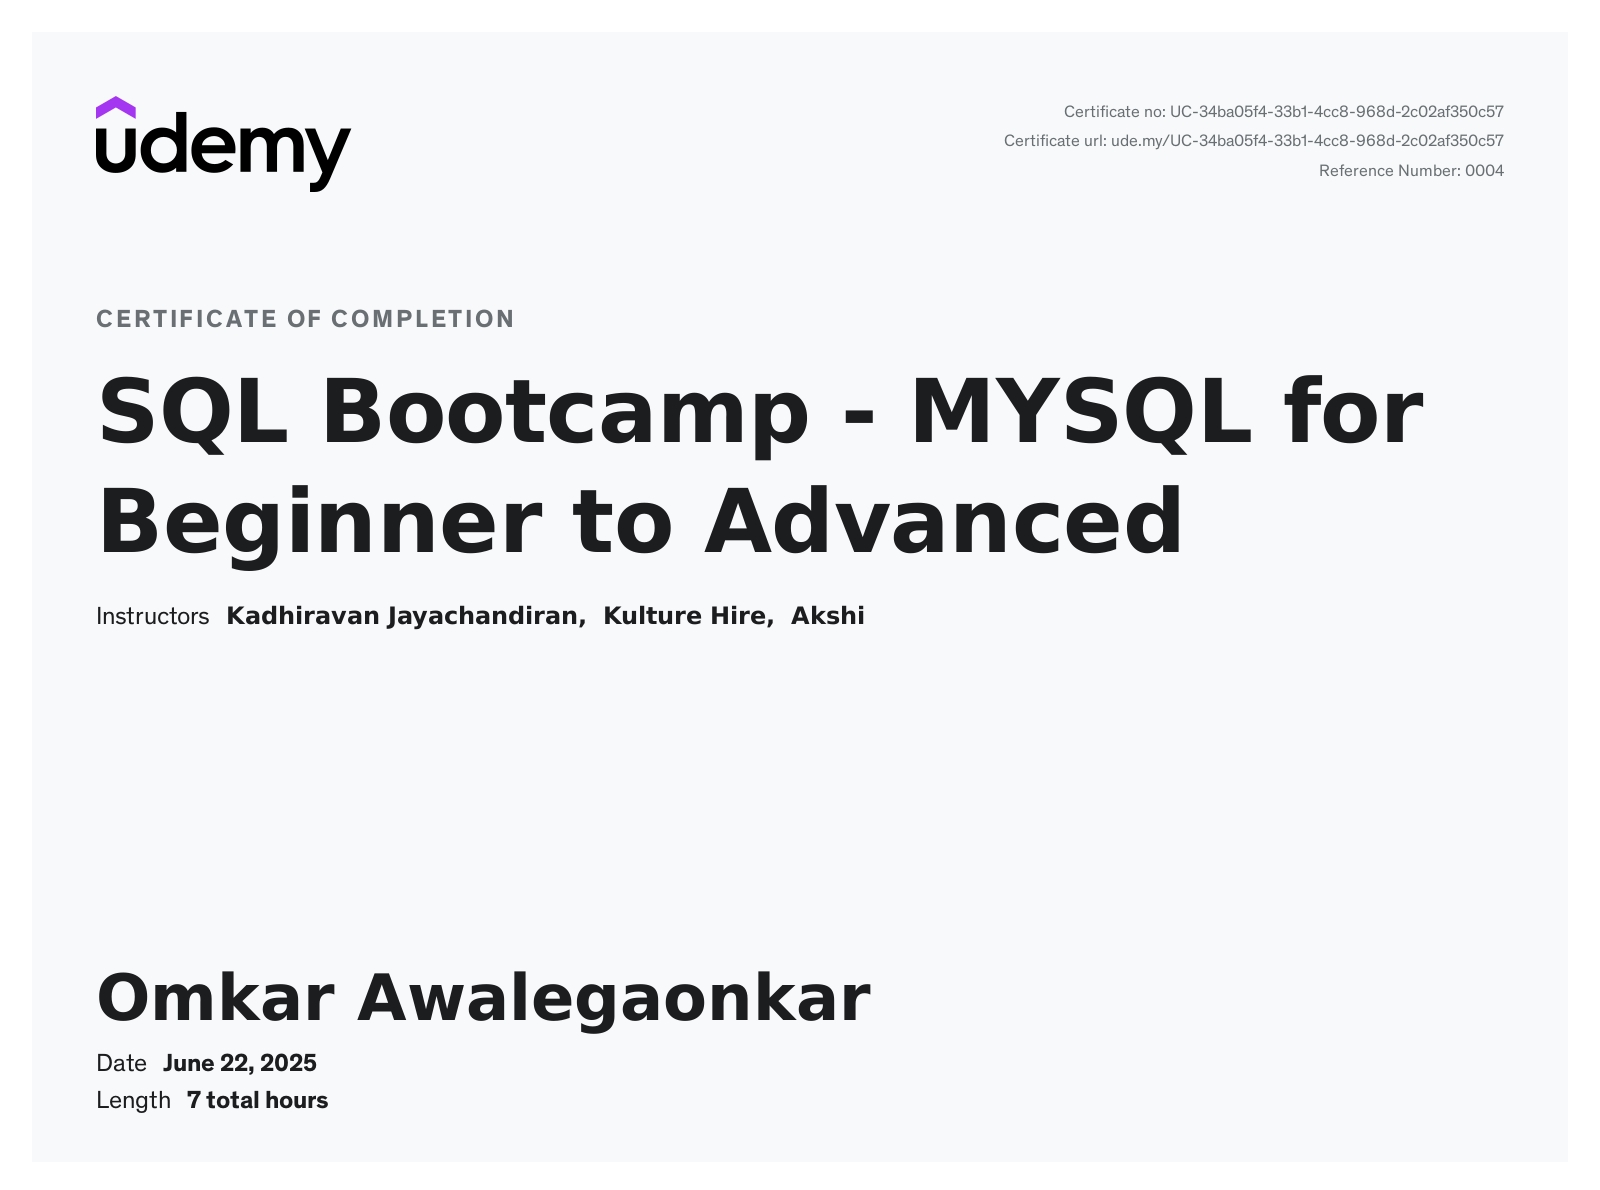 udemy
Certificate no: UC-34ba05f4-33b1-4cc8-968d-2c02af350c57
Certificate url: ude.my/UC-34ba05f4-33b1-4cc8-968d-2c02af350c57
Reference Number: 0004
CERTIFICATE OF COMPLETION
SQL Bootcamp - MYSQL for
Beginner to Advanced
Instructors Kadhiravan Jayachandiran, Kulture Hire, Akshi
Omkar Awalegaonkar
Date June 22, 2025
Length 7 total hours